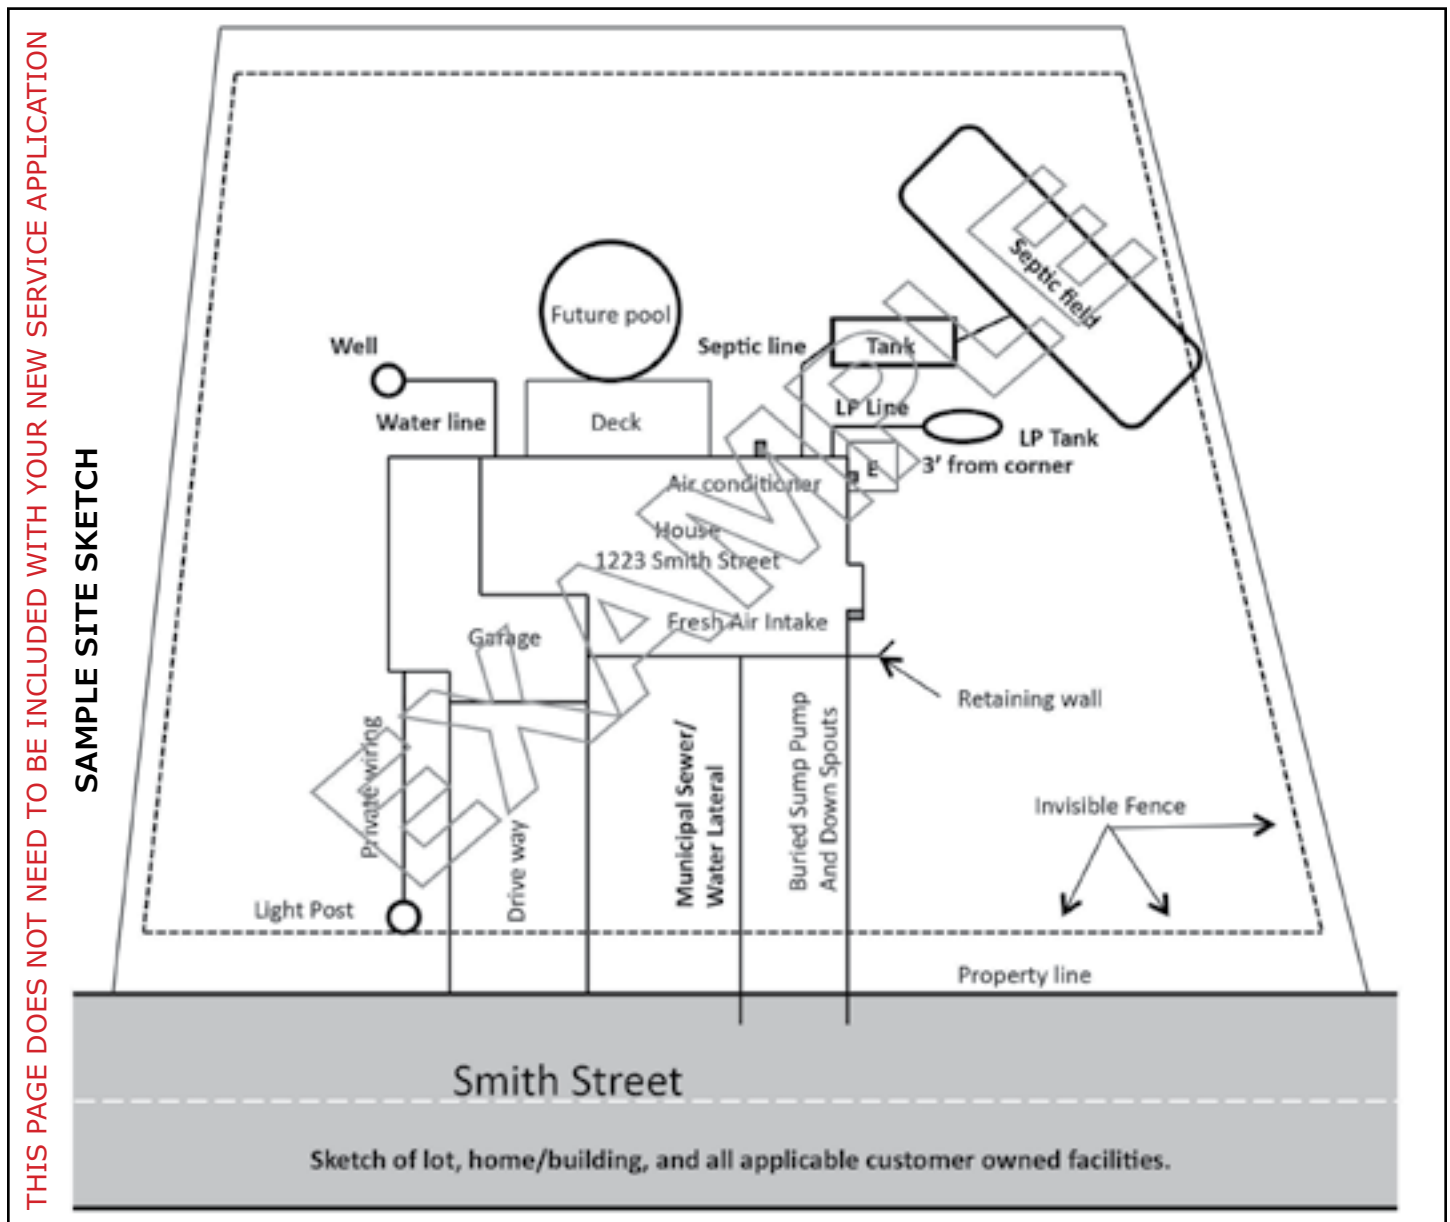 THIS PAGE DOES NOT NEED TO BE INCLUDED WITH YOUR NEW SERVICE APPLICATION
SAMPLE SITE SKETCH
EXAMPLE
Septic field
Future pool
Well
Septic line
Tank
Water line
Deck
LP Line
LP Tank
E
3' from corner
Air conditioner
House
1223 Smith Street
Fresh Air Intake
Garage
Retaining wall
Private wiring
Drive way
Municipal Sewer/
Water Lateral
Buried Sump Pump
And Down Spouts
Invisible Fence
Light Post
Property line
Smith Street
Sketch of lot, home/building, and all applicable customer owned facilities.